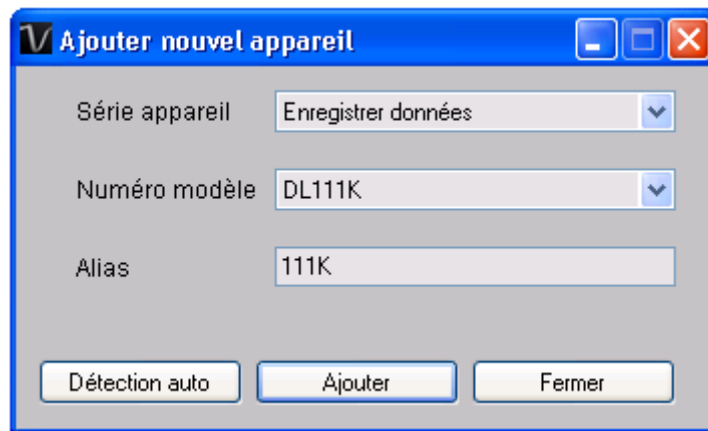 Ajouter nouvel appareil
Série appareil Enregistrer données
Numéro modèle DL111K
Alias 111K
Détection auto Ajouter Fermer